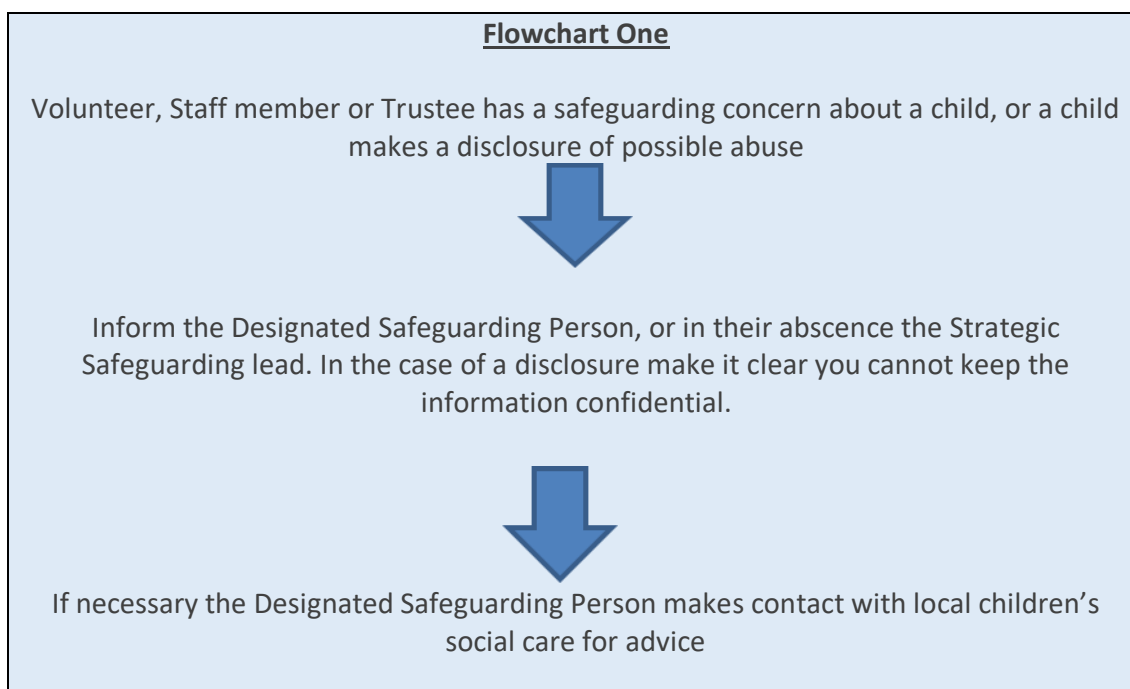 Flowchart One
Volunteer, Staff member or Trustee has a safeguarding concern about a child, or a child
makes a disclosure of possible abuse
Inform the Designated Safeguarding Person, or in their abscence the Strategic
Safeguarding lead. In the case of a disclosure make it clear you cannot keep the
information confidential.
If necessary the Designated Safeguarding Person makes contact with local children’s
social care for advice